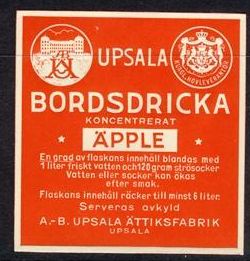 UPSALA
KUNGL. HOVLEVERANTÖR
BORDSDRICKA
KONCENTRERAT
ÄPPLE
En grad av flaskans innehåll blandas med
1 liter friskt vatten och 120 gram strösocker
Vatten eller socker kan ökas
efter smak.
Flaskans innehåll räcker till minst 6 liter.
Serveras avkyld
A.-B. UPSALA ÄTTIKSFABRIK
UPSALA